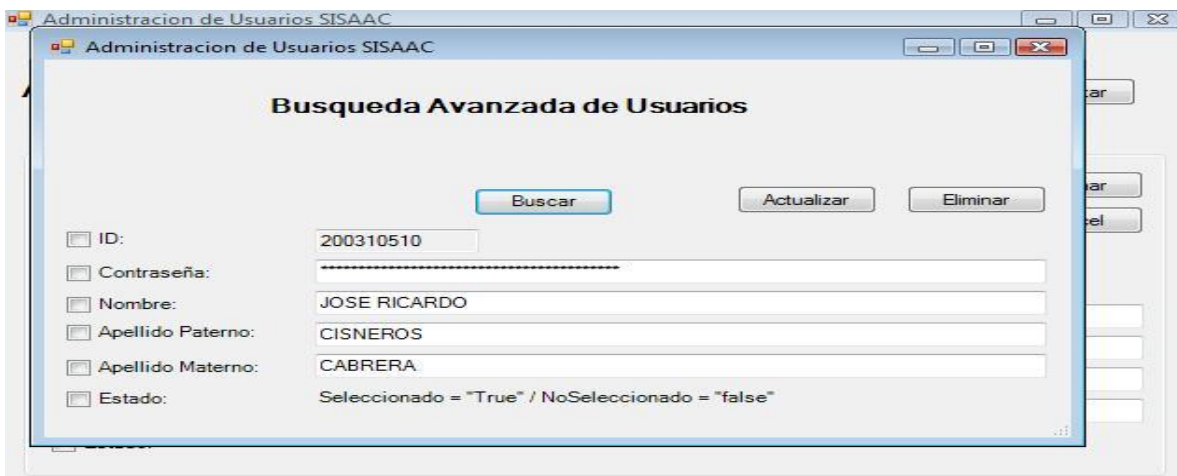 Administracion de Usuarios SISAAC
Administracion de Usuarios SISAAC
Busqueda Avanzada de Usuarios
Buscar
Actualizar
Eliminar
ID:
200310510
Contraseña:
Nombre:
JOSE RICARDO
Apellido Paterno:
CISNEROS
Apellido Materno:
CABRERA
Estado:
Seleccionado = "True" / NoSeleccionado = "false"